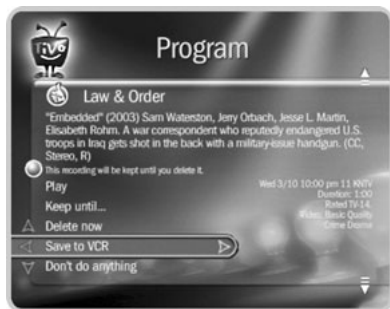 TiVo
Program
Law & Order
"Embedded" (2003) Sam Waterston, Jerry Orbach, Jesse L. Martin,
Elisabeth Rohm. A war correspondent who reputedly endangered U.S.
troops in Iraq gets shot in the back with a military-issue handgun. (CC,
Stereo, R)
This recording will be kept until you delete it.
Play
Wed 3/10 10:00 pm 11 KNTV
Duration: 1:00
Keep until...
Rated TV-14.
Video, Basic Quality
Delete now
Crime Drama
Save to VCR
Don't do anything